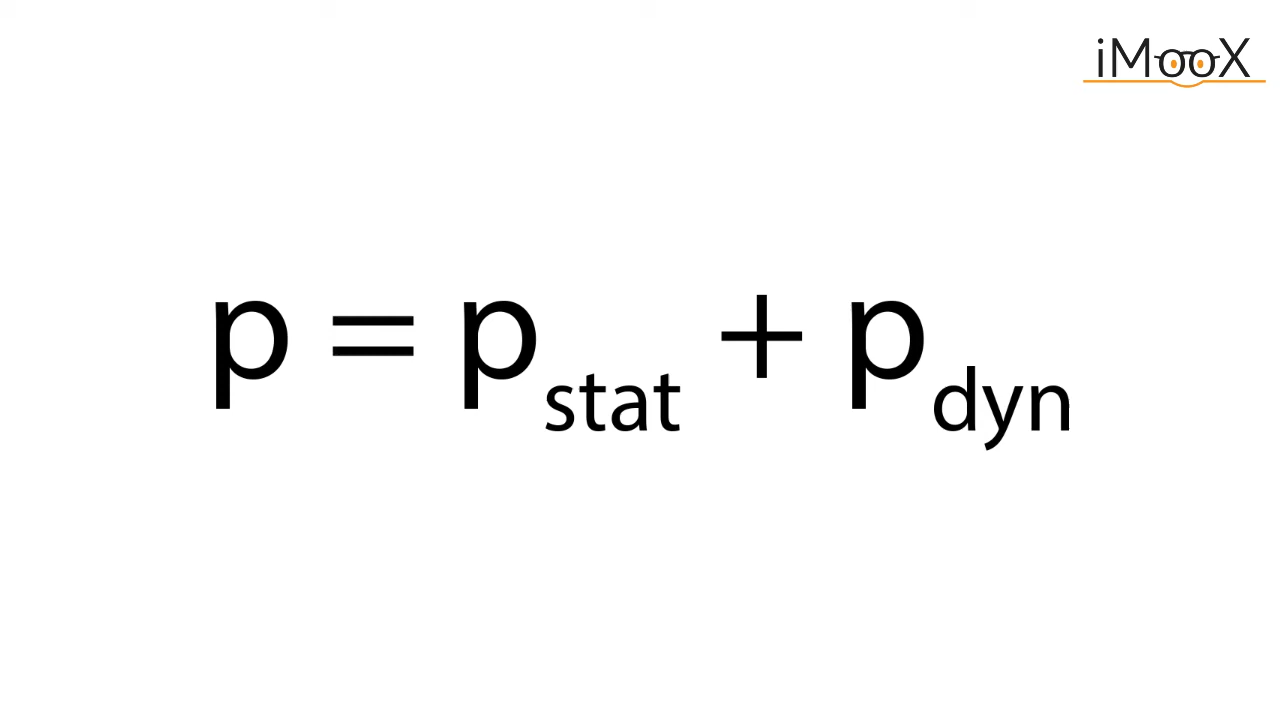 iMooX
p = p_stat + p_dyn